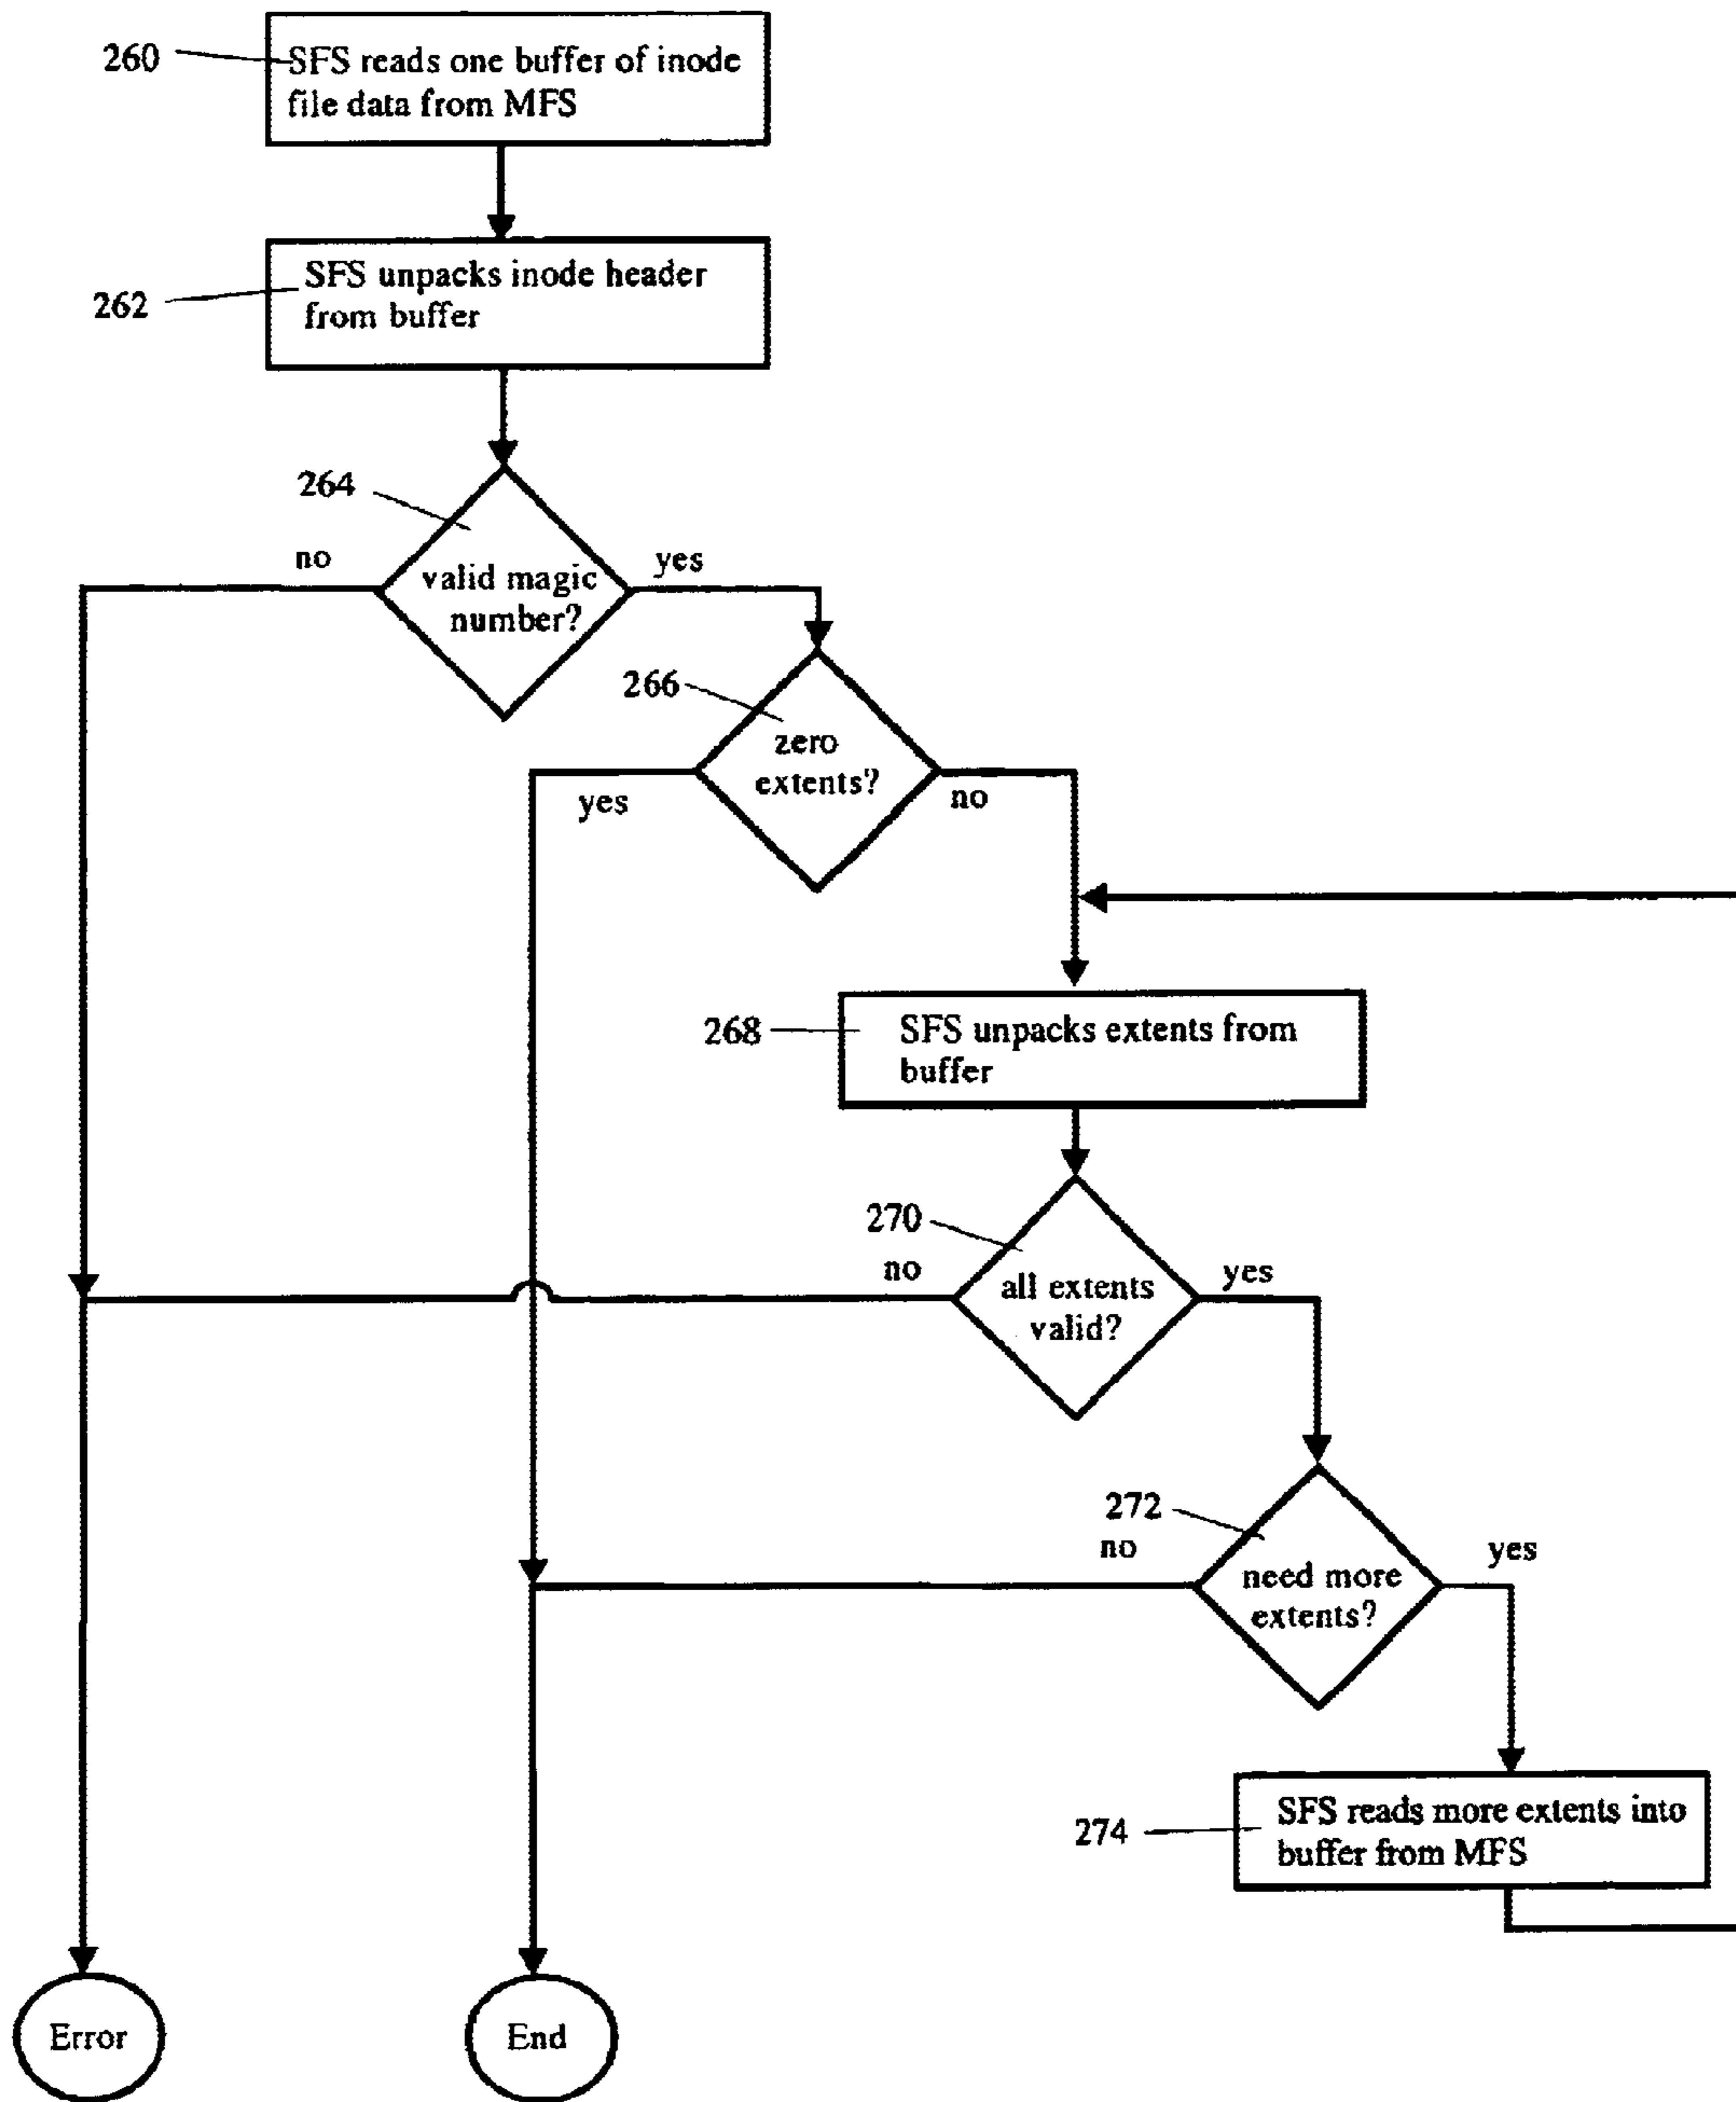 260
SFS reads one buffer of inode
file data from MFS
262
SFS unpacks inode header
from buffer
264
no
yes
valid magic
number?
266
zero
extents?
yes
no
268
SFS unpacks extents from
buffer
270
no
yes
all extents
valid?
272
no
yes
need more
extents?
274
SFS reads more extents into
buffer from MFS
Error
End